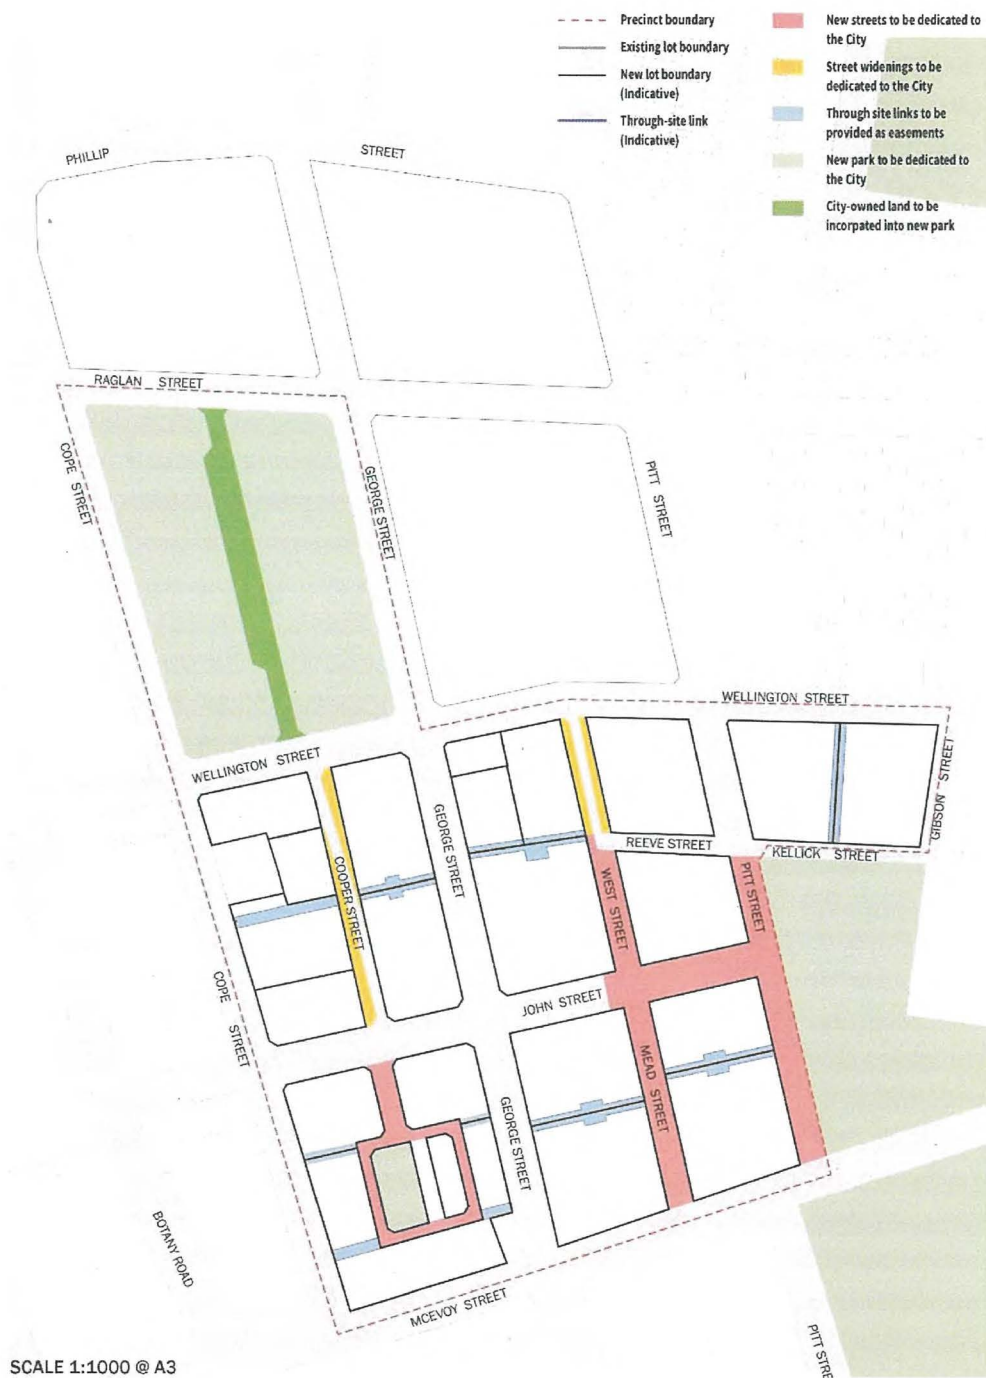 Precinct boundary
Existing lot boundary
New lot boundary
(Indicative)
Through-site link
(Indicative)
New streets to be dedicated to
the City
Street widenings to be
dedicated to the City
Through site links to be
provided as easements
New park to be dedicated to
the City
City-owned land to be
incorpated into new park
PHILLIP STREET
RAGLAN STREET
COPE STREET
GEORGE STREET
PITT STREET
WELLINGTON STREET
WELLINGTON STREET
GIBSON STREET
GEORGE STREET
REEVE STREET
KELLICK STREET
COOPER STREET
WEST STREET
PITT STREET
COPE STREET
JOHN STREET
MEAD STREET
GEORGE STREET
BOTANY ROAD
MCEVOY STREET
PITT STRE
SCALE 1:1000 @ A3